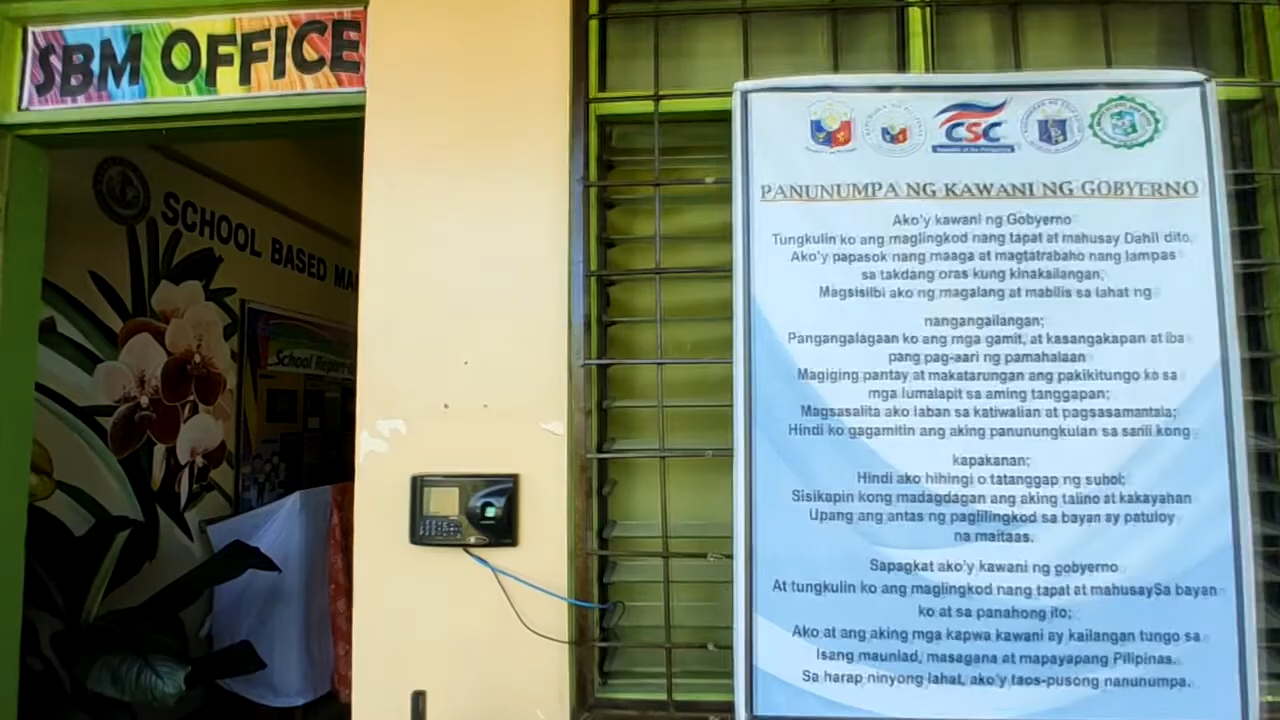 SBM OFFICE
SCHOOL BASED
School Report
CSC
Republic of the Philippines
PANUNUMPA NG KAWANI NG GOBYERNO
Ako'y kawani ng Gobyerno
Tungkulin ko ang maglingkod nang tapat at mahusay Dahil dito,
Ako'y papasok nang maaga at magtatrabaho nang lampas
sa takdang oras kung kinakailangan;
Magsisilbi ako ng magalang at mabilis sa lahat ng
nangangailangan;
Pangangalagaan ko ang mga gamit, at kasangakapan at iba
pang pag-aari ng pamahalaan
Magiging pantay at makatarungan ang pakikitungo ko sa
mga lumalapit sa aming tanggapan;
Magsasalita ako laban sa katiwalian at pagsasamantala;
Hindi ko gagamitin ang aking panunungkulan sa sarili kong
kapakanan;
Hindi ako hihingi o tatanggap ng suhol;
Sisikapin kong madagdagan ang aking talino at kakayahan
Upang ang antas ng paglilingkod sa bayan ay patuloy
na maitaas.
Sapagkat ako'y kawani ng gobyerno
At tungkulin ko ang maglingkod nang tapat at mahusaySa bayan
ko at sa panahong ito;
Ako at ang aking mga kapwa kawani ay kailangan tungo sa
Isang maunlad, masagana at mapayapang Pilipinas.
Sa harap ninyong lahat, ako'y taos-pusong nanunumpa.